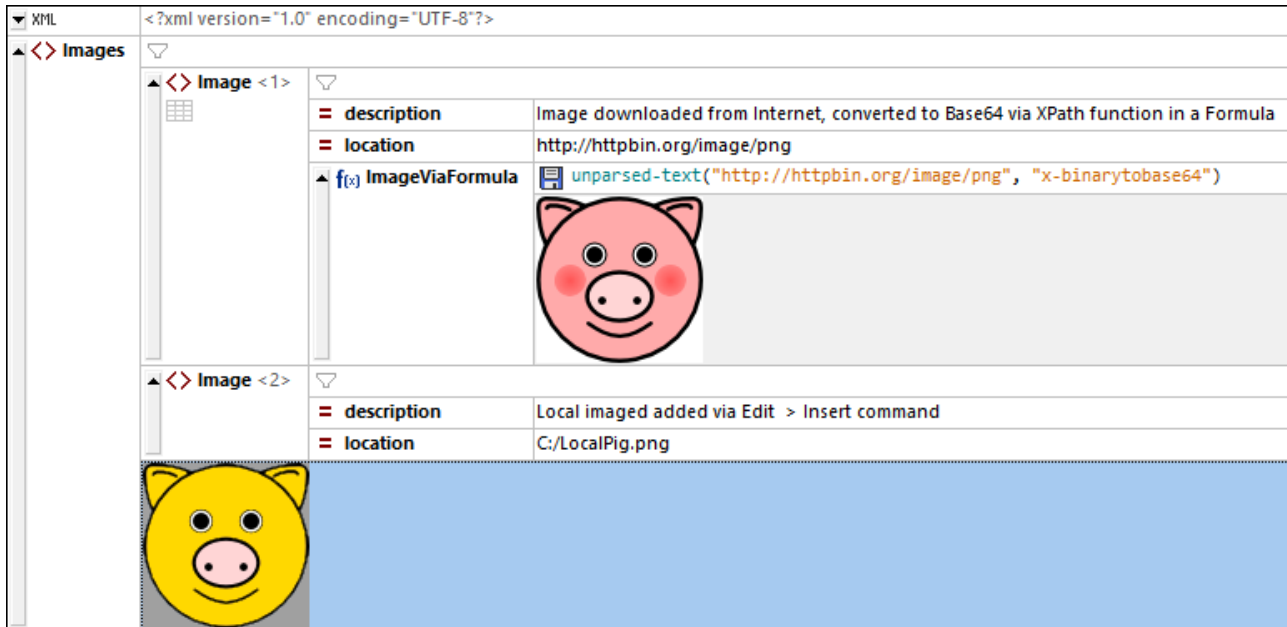 XML <?xml version="1.0" encoding="UTF-8"?>
<> Images
<> Image <1>
= description Image downloaded from Internet, converted to Base64 via XPath function in a Formula
= location http://httpbin.org/image/png
f(x) ImageViaFormula unparsed-text("http://httpbin.org/image/png", "x-binarytobase64")
<> Image <2>
= description Local imaged added via Edit > Insert command
= location C:/LocalPig.png